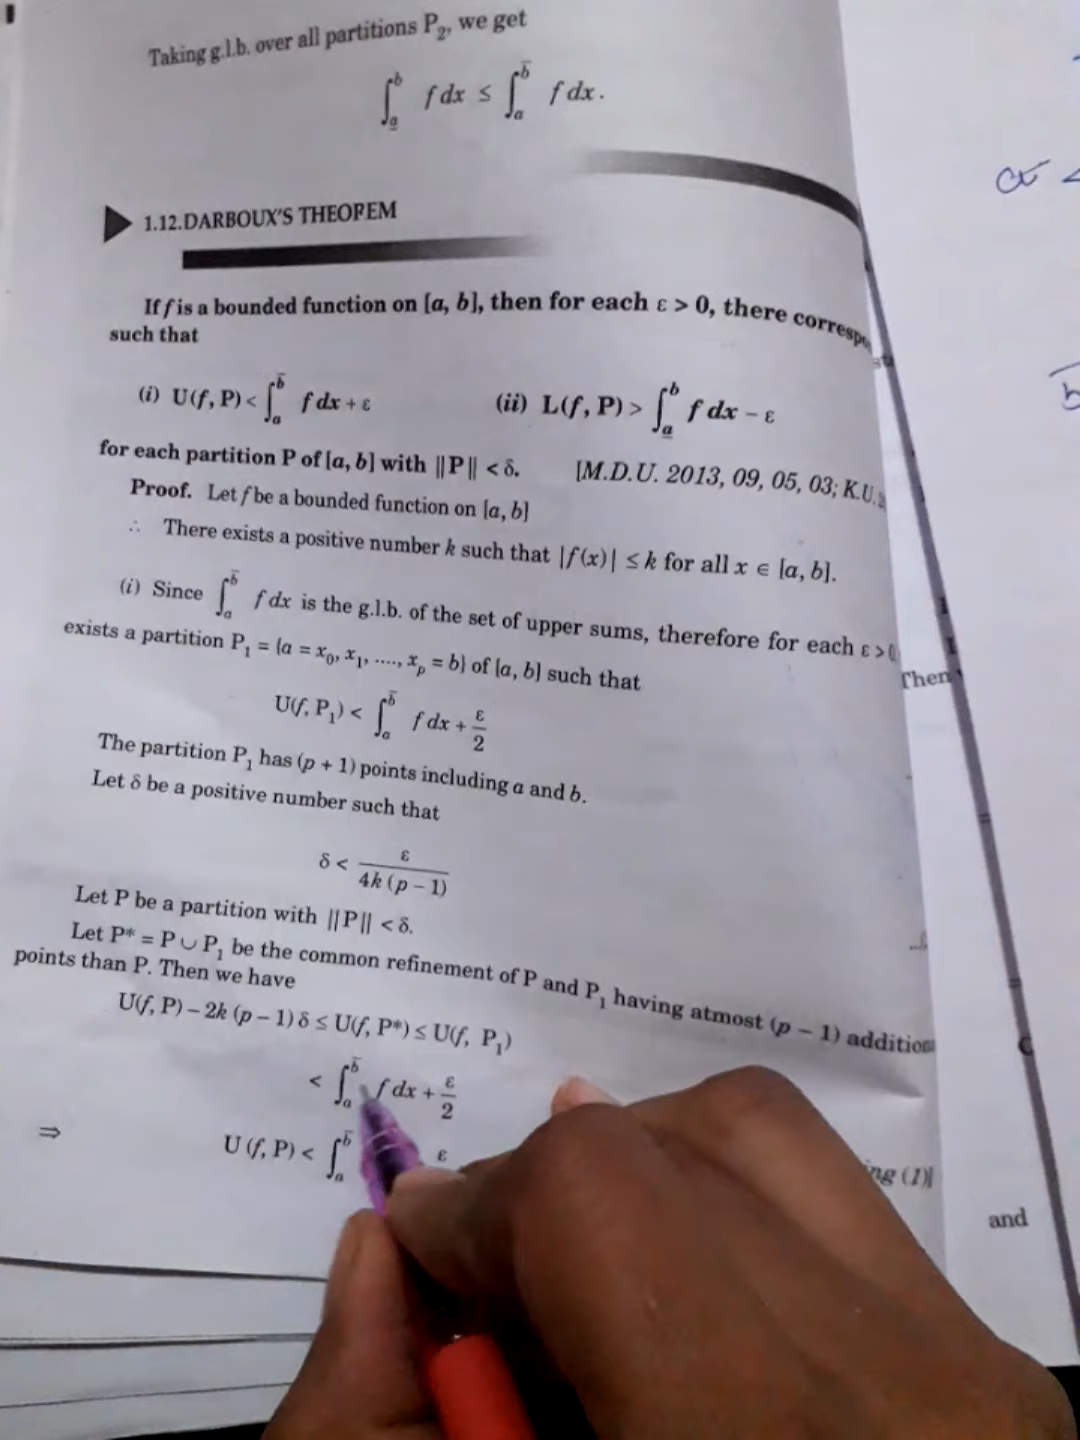 Taking g.l.b. over all partitions P₂, we get
∫ₐ̲ᵇ f dx ≤ ∫ₐᵇ̅ f dx.
1.12.DARBOUX'S THEOREM
If f is a bounded function on [a, b], then for each ε > 0, there
such that
(i) U(f, P) < ∫ₐᵇ̅ f dx + ε (ii) L(f, P) > ∫ₐ̲ᵇ f dx – ε
for each partition P of [a, b] with ||P|| < δ. [M.D.U. 2013, 09, 05, 03; K.U.
Proof. Let f be a bounded function on [a, b]
∴ There exists a positive number k such that |f(x)| ≤ k for all x ∈ [a, b].
(i) Since ∫ₐᵇ̅ f dx is the g.l.b. of the set of upper sums, therefore for each ε > 0
exists a partition P₁ = {a = x₀, x₁, ...., xₚ = b} of [a, b] such that
U(f, P₁) < ∫ₐᵇ̅ f dx + ε/2
The partition P₁ has (p + 1) points including a and b.
Let δ be a positive number such that
δ < ε / 4k (p – 1)
Let P be a partition with ||P|| < δ.
Let P* = P ∪ P₁ be the common refinement of P and P₁ having atmost (p – 1)
points than P. Then we have
U(f, P) – 2k (p – 1) δ ≤ U(f, P*) ≤ U(f, P₁)
< ∫ₐᵇ̅ f dx + ε/2
⇒ U (f, P) < ∫ₐᵇ̅ ε
(1)]
Then
and